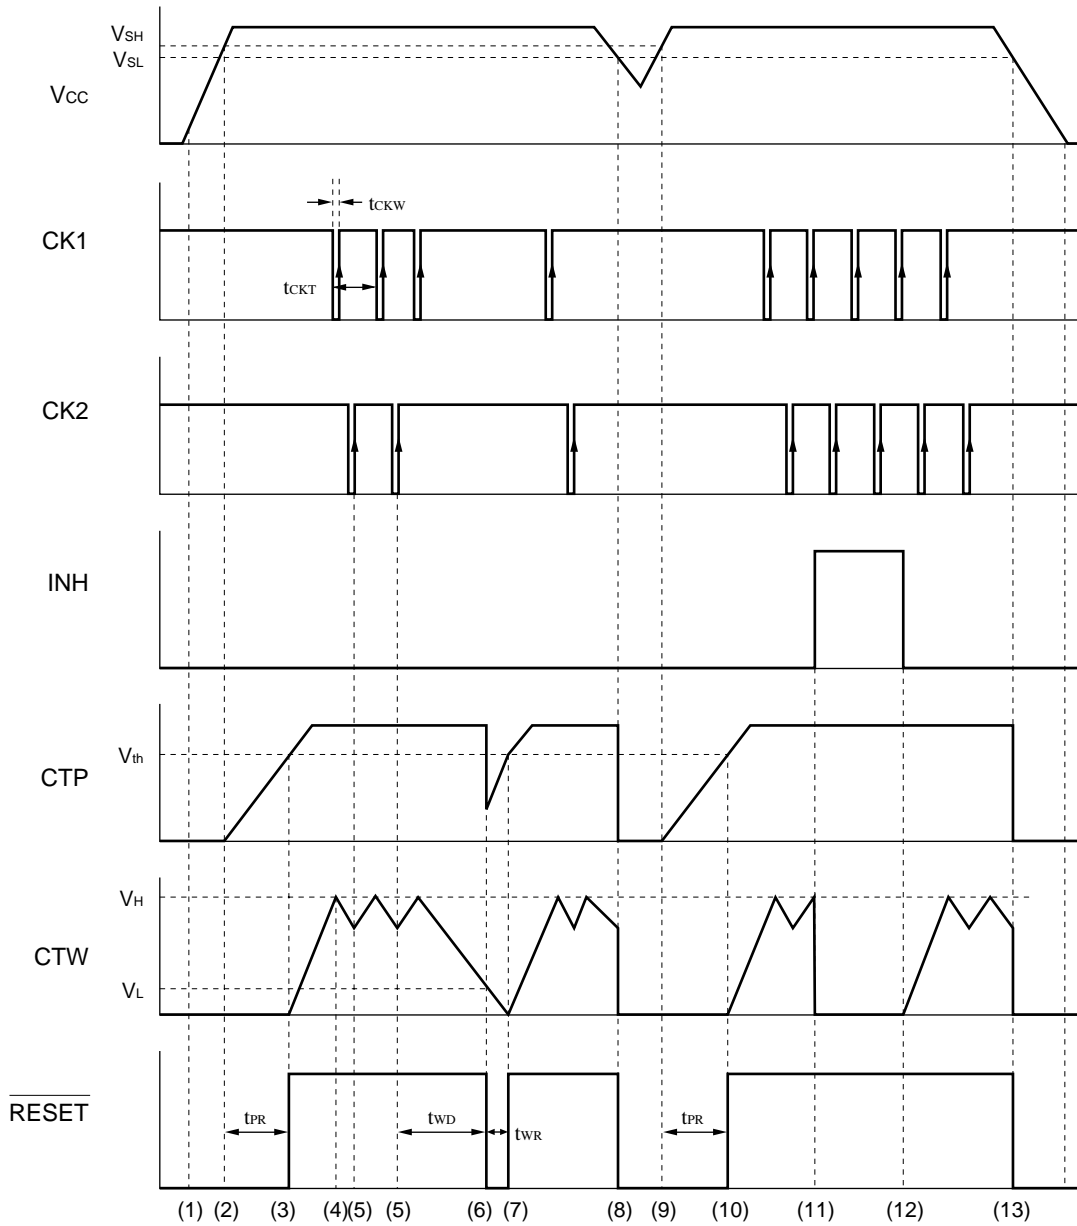 VSH
VSL
VCC
tCKW
CK1
tCKT
CK2
INH
Vth
CTP
VH
CTW
VL
RESET
tPR
tWD
tWR
tPR
(1) (2) (3) (4) (5) (5) (6) (7) (8) (9) (10) (11) (12) (13)